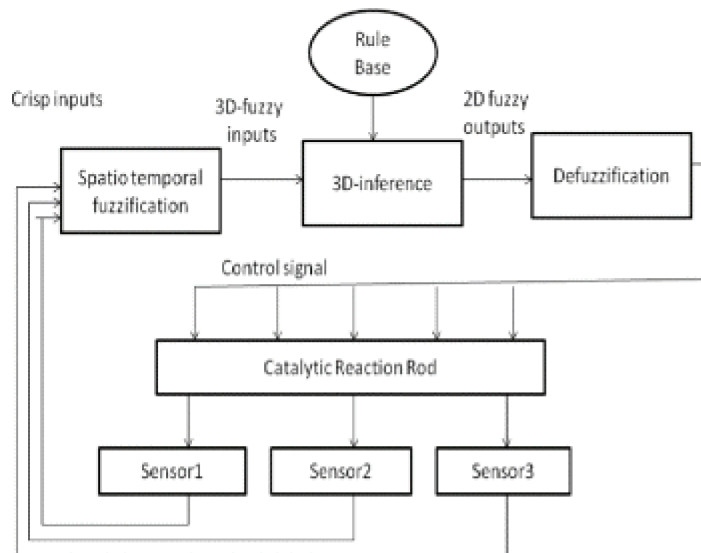 Rule
Base
Crisp inputs
3D-fuzzy
inputs
2D fuzzy
outputs
Spatio temporal
fuzzification
3D-inference
Defuzzification
Control signal
Catalytic Reaction Rod
Sensor1
Sensor2
Sensor3